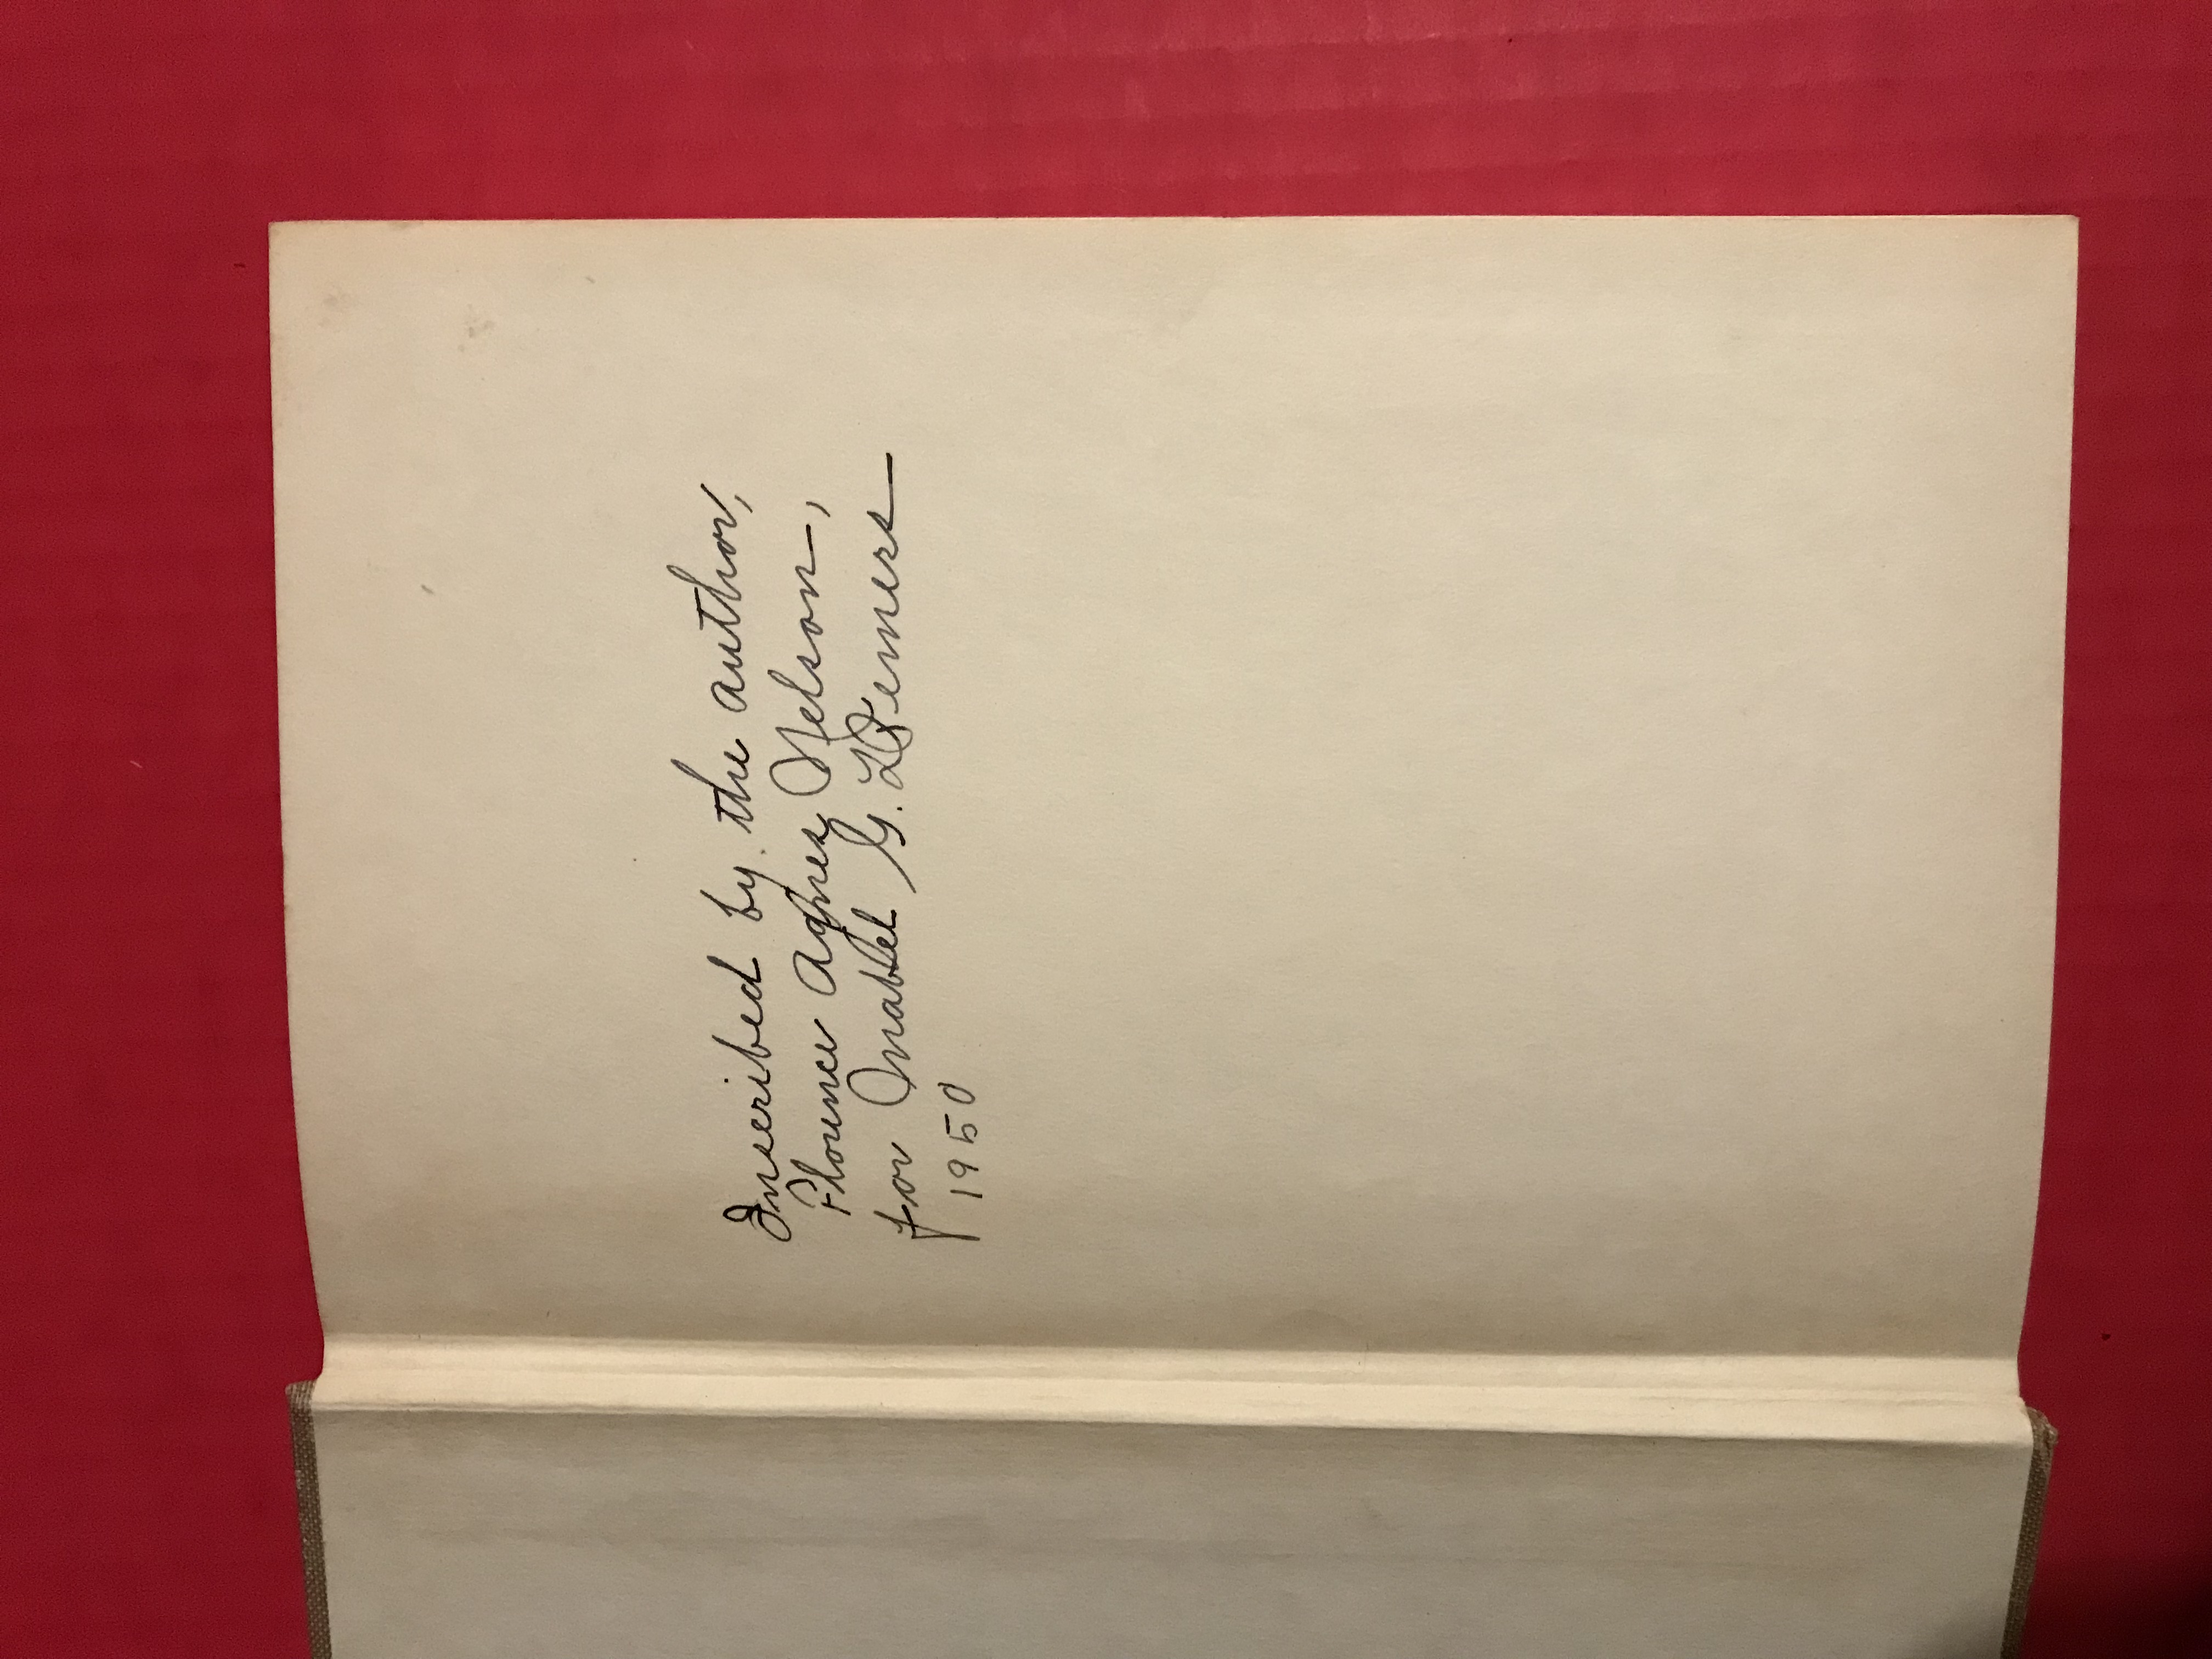 Inscribed by the author,
Florence Agnes Nelson,
for Mabel G. Demers
1950